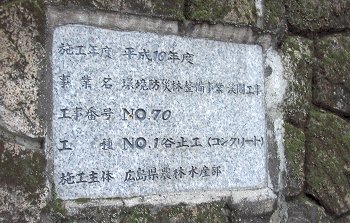 施工年度 平成10年度
事業名 環境防災林整備事業 渓間工事
工事番号 NO.70
工種 NO.1谷止工(コンクリート)
施工主体 広島県農林水産部